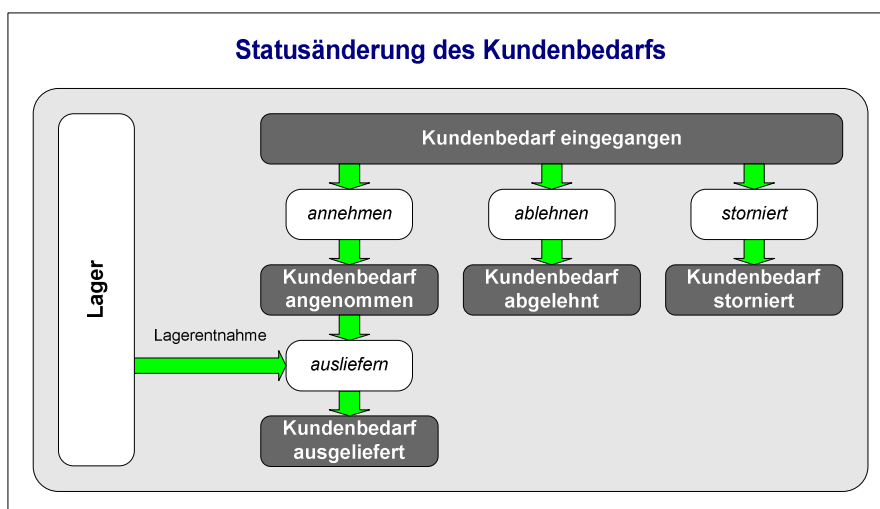 Statusänderung des Kundenbedarfs
Kundenbedarf eingegangen
annehmen
ablehnen
storniert
Kundenbedarf
angenommen
Kundenbedarf
abgelehnt
Kundenbedarf
storniert
Lager
Lagerentnahme
ausliefern
Kundenbedarf
ausgeliefert